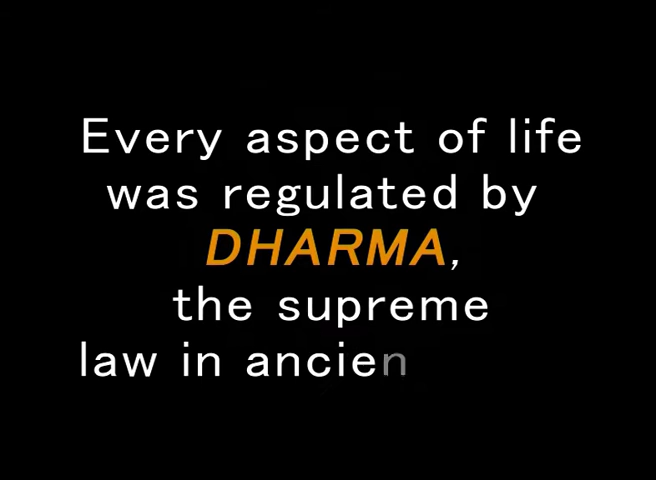 Every aspect of life
was regulated by
DHARMA,
the supreme
law in ancien